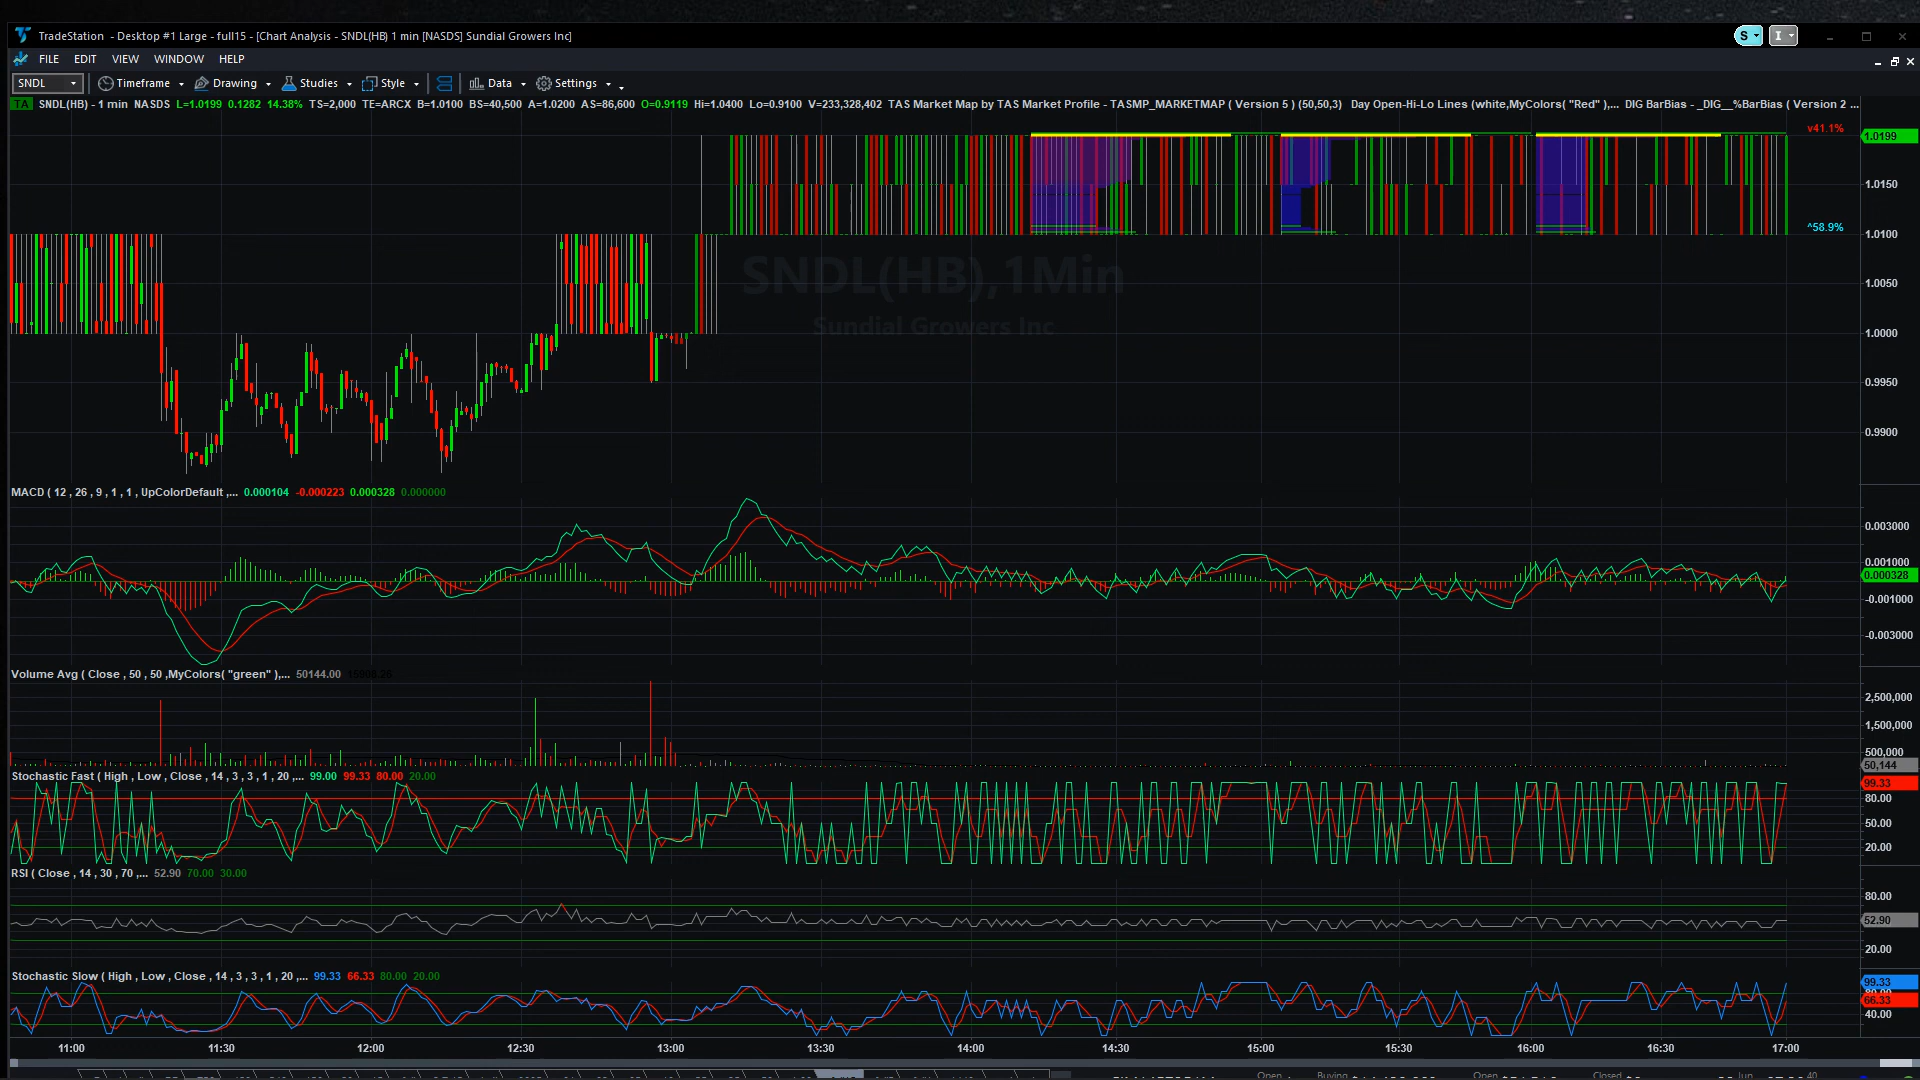 TradeStation - Desktop #1 Large - full15 - [Chart Analysis - SNDL(HB) 1 min [NASDS] Sundial Growers Inc]
S I
FILE EDIT VIEW WINDOW HELP
SNDL Timeframe Drawing Studies Style Data Settings
TA SNDL(HB) - 1 min NASDS L=1.0199 0.1282 14.38% TS=2,000 TE=ARCX B=1.0100 BS=40,500 A=1.0200 AS=86,600 O=0.9119 Hi=1.0400 Lo=0.9100 V=233,328,402 TAS Market Map by TAS Market Profile - TASMP_MARKETMAP ( Version 5 ) (50,50,3) Day Open-Hi-Lo Lines (white,MyColors( "Red" ),... DIG BarBias - _DIG__%BarBias ( Version 2 ...
v41.1%
1.0199
1.0150
^58.9%
1.0100
SNDL(HB),1Min
1.0050
Sundial Growers Inc
1.0000
0.9950
0.9900
MACD ( 12 , 26 , 9 , 1 , 1 , UpColorDefault ,... 0.000104 -0.000223 0.000328 0.000000
0.003000
0.001000
0.000328
-0.001000
-0.003000
Volume Avg ( Close , 50 , 50 ,MyColors( "green" ),... 50144.00
2,500,000
1,500,000
500,000
50,144
Stochastic Fast ( High , Low , Close , 14 , 3 , 3 , 1 , 20 ,... 99.00 99.33 80.00 20.00
99.33
80.00
50.00
20.00
RSI ( Close , 14 , 30 , 70 ,... 52.90 70.00 30.00
80.00
52.90
20.00
Stochastic Slow ( High , Low , Close , 14 , 3 , 3 , 1 , 20 ,... 99.33 66.33 80.00 20.00
99.33
80.00
66.33
40.00
11:00 11:30 12:00 12:30 13:00 13:30 14:00 14:30 15:00 15:30 16:00 16:30 17:00